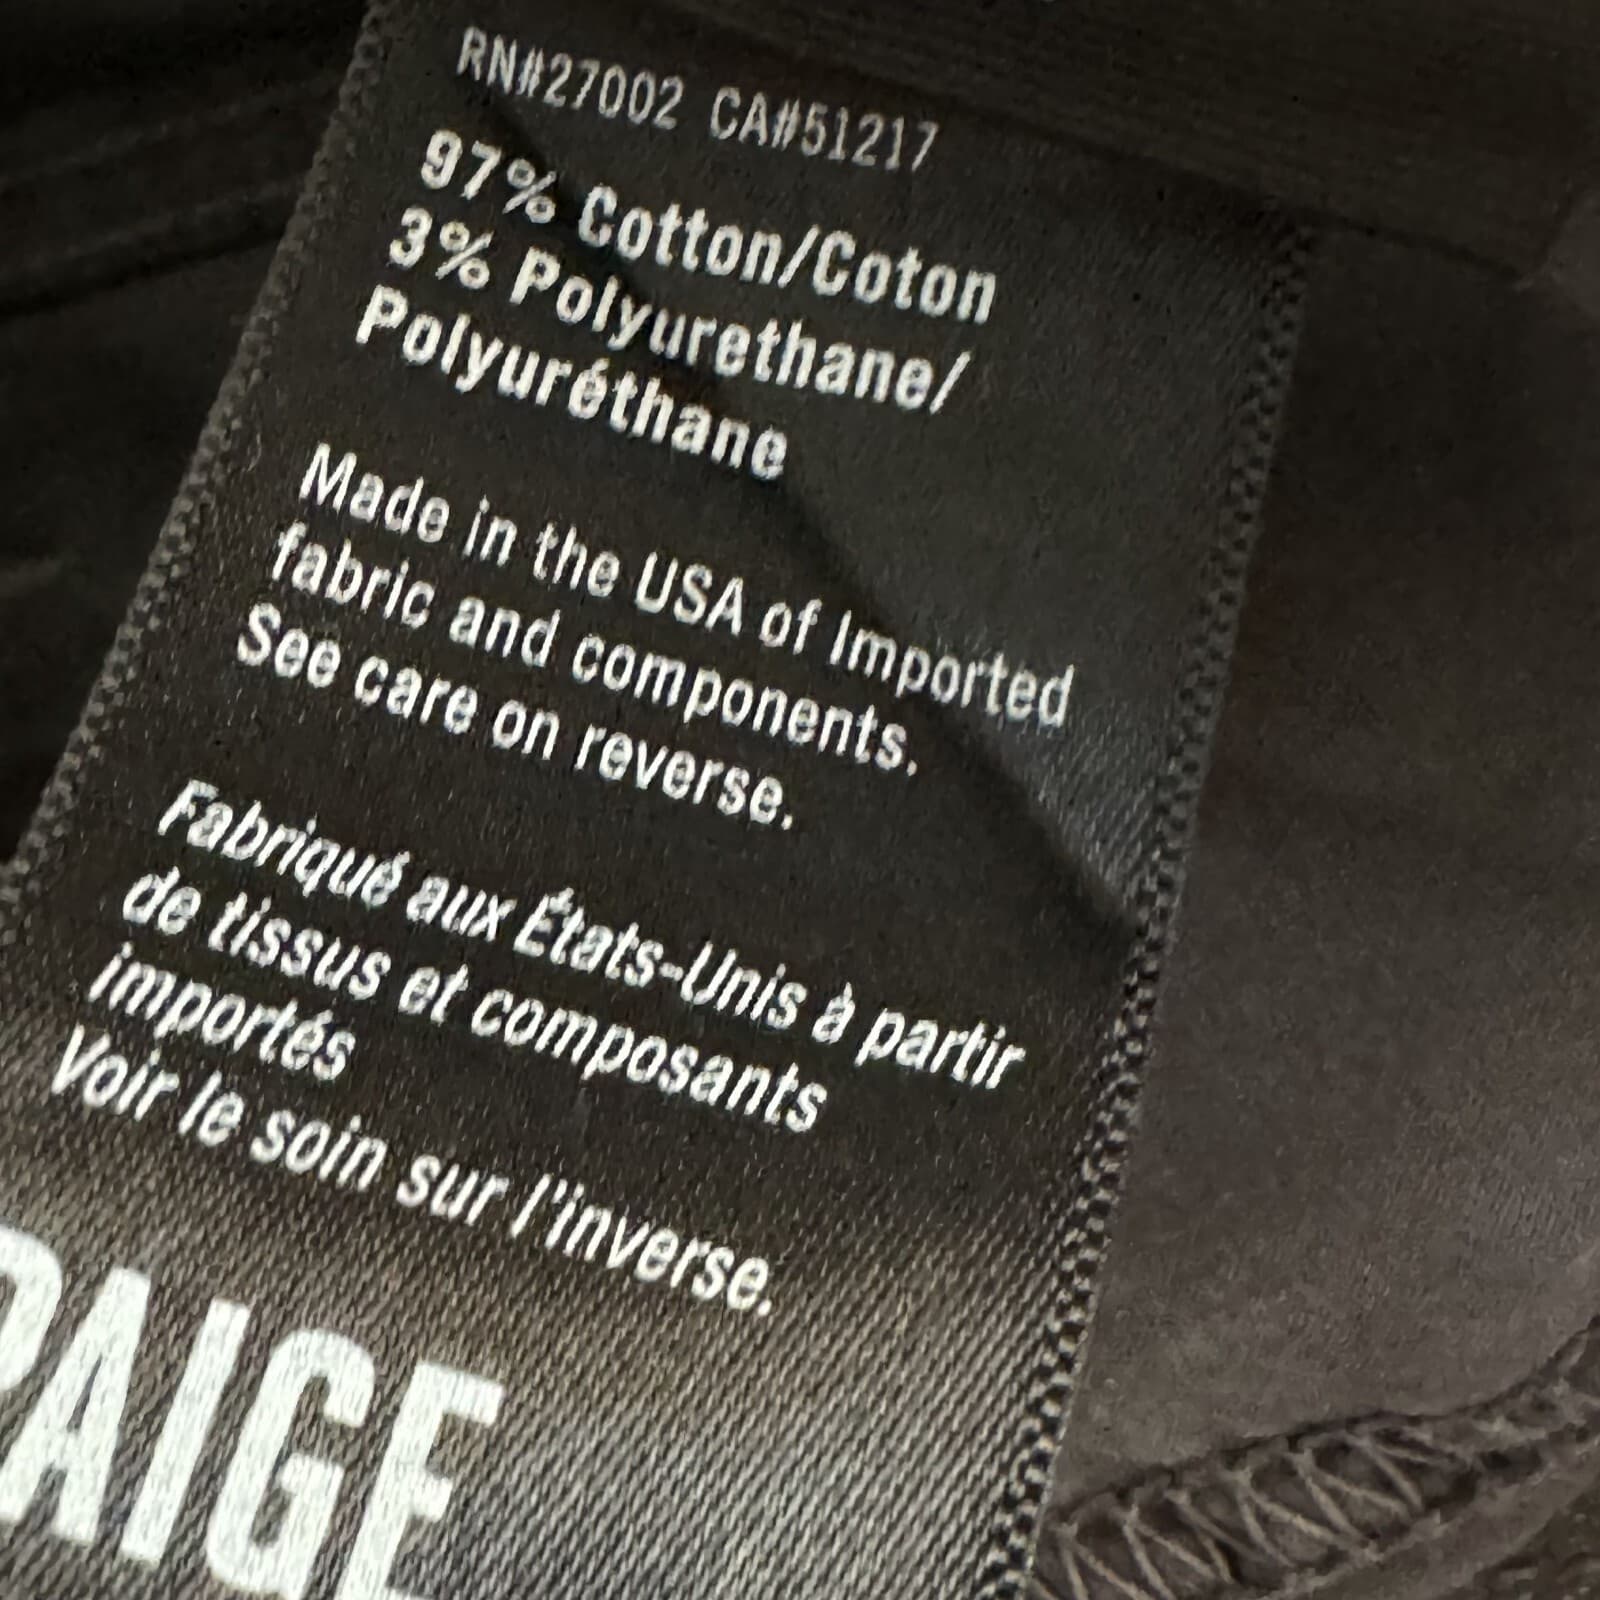 RN#27002 CA#51217
97% Cotton/Coton
3% Polyurethane/
Polyuréthane
Made in the USA of Imported
fabric and components.
See care on reverse.
Fabriqué aux États-Unis à partir
de tissus et composants
importés
Voir le soin sur l'inverse.
PAIGE